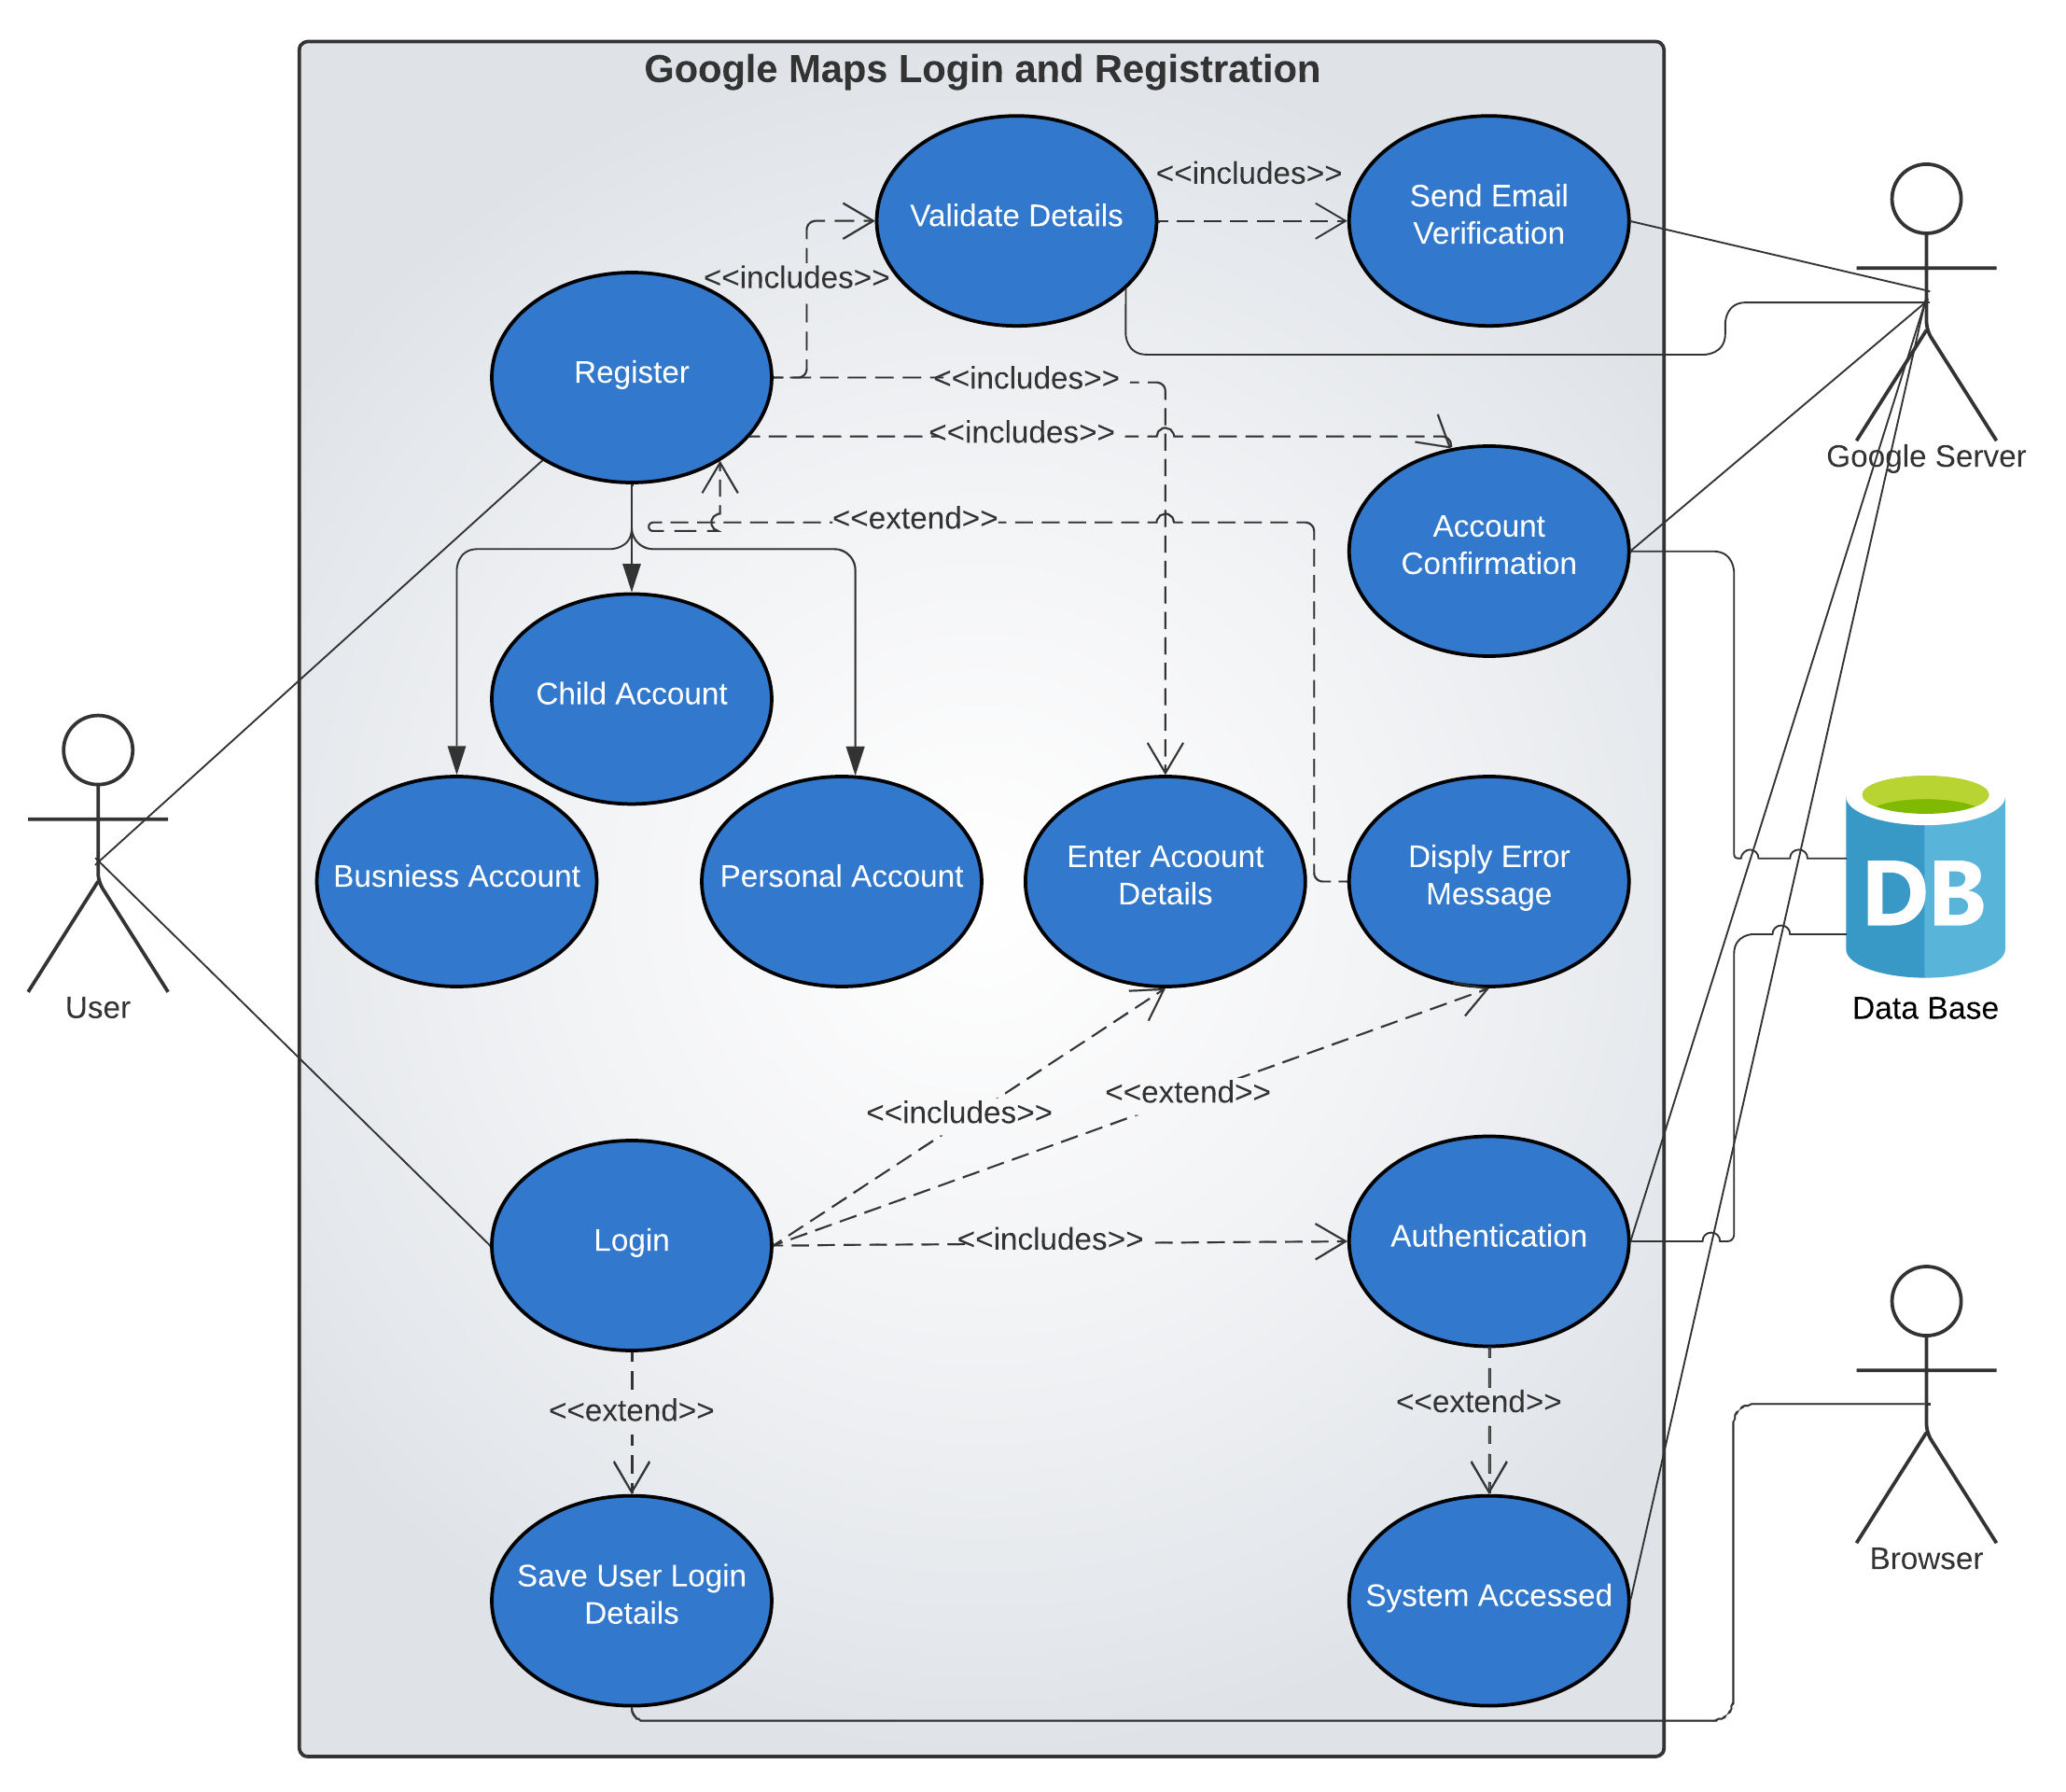 Google Maps Login and Registration
Validate Details
<<includes>>
Send Email
Verification
<<includes>>
Register
<<includes>>
<<includes>>
Google Server
<<extend>>
Account
Confirmation
Child Account
Busniess Account
Personal Account
Enter Acoount
Details
Disply Error
Message
DB
User
Data Base
<<includes>>
<<extend>>
Login
<<includes>>
Authentication
<<extend>>
<<extend>>
Browser
Save User Login
Details
System Accessed